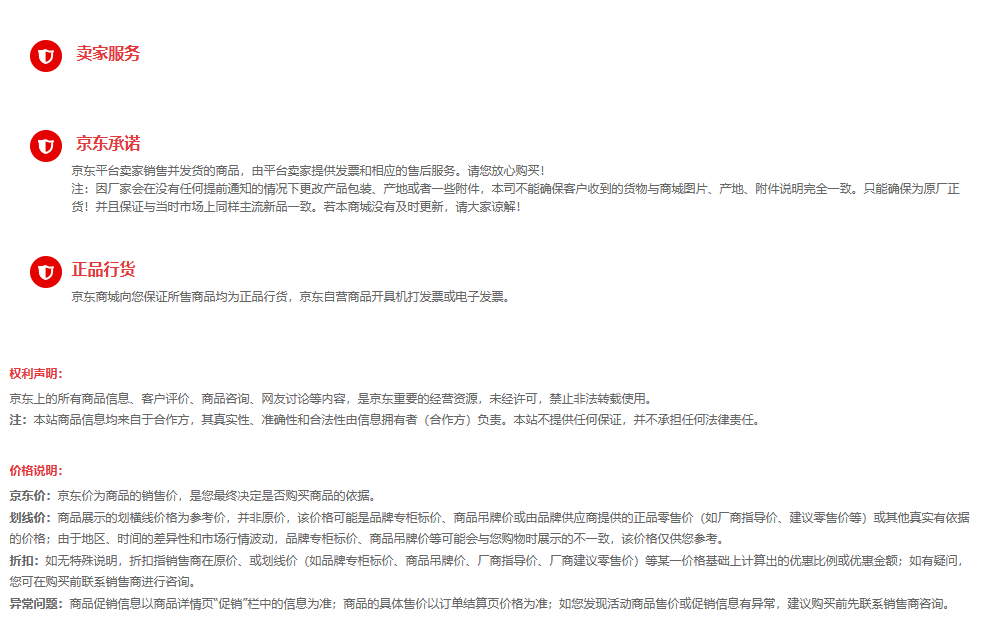 卖家服务
京东承诺
京东平台卖家销售并发货的商品，由平台卖家提供发票和相应的售后服务。请您放心购买！
注：因厂家会在没有任何提前通知的情况下更改产品包装、产地或者一些附件，本司不能确保客户收到的货物与商城图片、产地、附件说明完全一致。只能确保为原厂正
货！并且保证与当时市场上同样主流新品一致。若本商城没有及时更新，请大家谅解！
正品行货
京东商城向您保证所售商品均为正品行货，京东自营商品开具机打发票或电子发票。
权利声明：
京东上的所有商品信息、客户评价、商品咨询、网友讨论等内容，是京东重要的经营资源，未经许可，禁止非法转载使用。
注：本站商品信息均来自于合作方，其真实性、准确性和合法性由信息拥有者（合作方）负责。本站不提供任何保证，并不承担任何法律责任。
价格说明：
京东价：京东价为商品的销售价，是您最终决定是否购买商品的依据。
划线价：商品展示的划横线价格为参考价，并非原价，该价格可能是品牌专柜标价、商品吊牌价或由品牌供应商提供的正品零售价（如厂商指导价、建议零售价等）或其他真实有依据
的价格；由于地区、时间的差异性和市场行情波动，品牌专柜标价、商品吊牌价等可能会与您购物时展示的不一致，该价格仅供您参考。
折扣：如无特殊说明，折扣指销售商在原价、或划线价（如品牌专柜标价、商品吊牌价、厂商指导价、厂商建议零售价）等某一价格基础上计算出的优惠比例或优惠金额；如有疑问，
您可在购买前联系销售商进行咨询。
异常问题：商品促销信息以商品详情页“促销”栏中的信息为准；商品的具体售价以订单结算页价格为准；如您发现活动商品售价或促销信息有异常，建议购买前先联系销售商咨询。